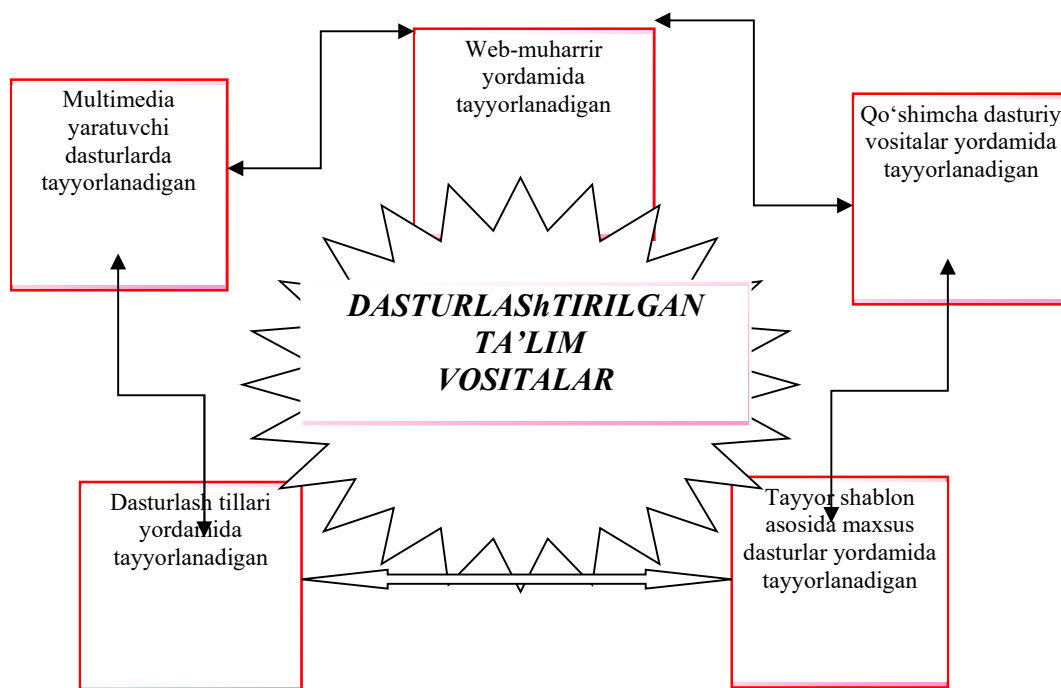 Web-muharrir
yordamida
tayyorlanadigan
Multimedia
yaratuvchi
dasturlarda
tayyorlanadigan
Qo‘shimcha dasturiy
vositalar yordamida
tayyorlanadigan
DASTURLAShTIRILGAN
TA’LIM
VOSITALAR
Dasturlash tillari
yordamida
tayyorlanadigan
Tayyor shablon
asosida maxsus
dasturlar yordamida
tayyorlanadigan